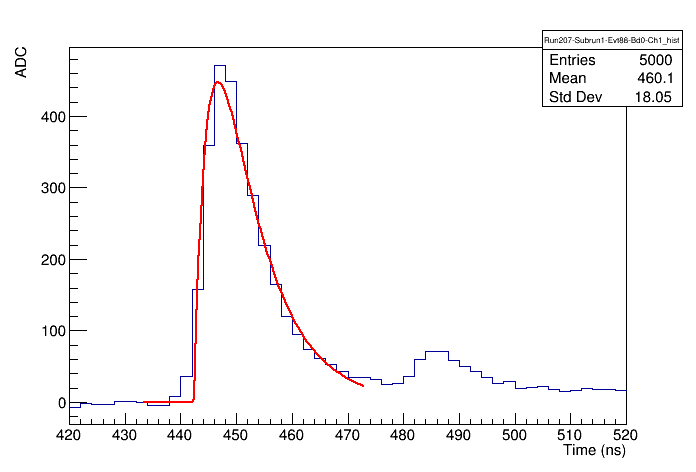 Run207-Subrun1-Evt86-Bd0-Ch1_hist
Entries 5000
Mean 460.1
Std Dev 18.05
ADC
400
300
200
100
0
420 430 440 450 460 470 480 490 500 510 520
Time (ns)